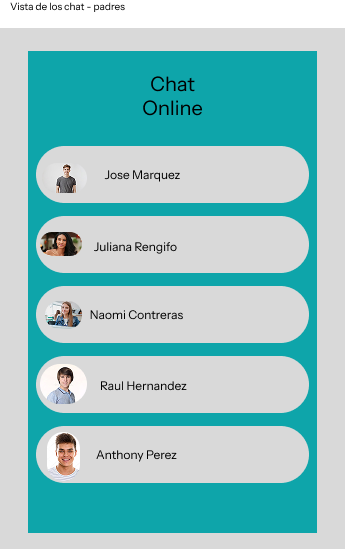 Vista de los chat - padres
Chat
Online
Jose Marquez
Juliana Rengifo
Naomi Contreras
Raul Hernandez
Anthony Perez